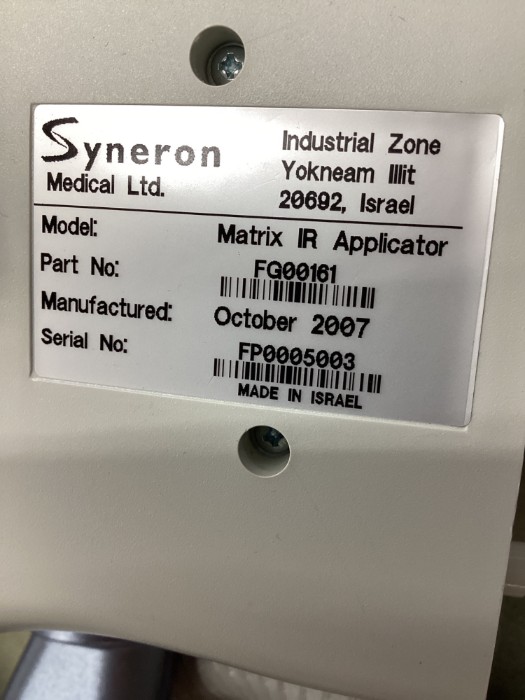 Syneron
Medical Ltd.
Industrial Zone
Yokneam Illit
20692, Israel
Model: Matrix IR Applicator
Part No: FG00161
Manufactured: October 2007
Serial No: FP0005003
MADE IN ISRAEL